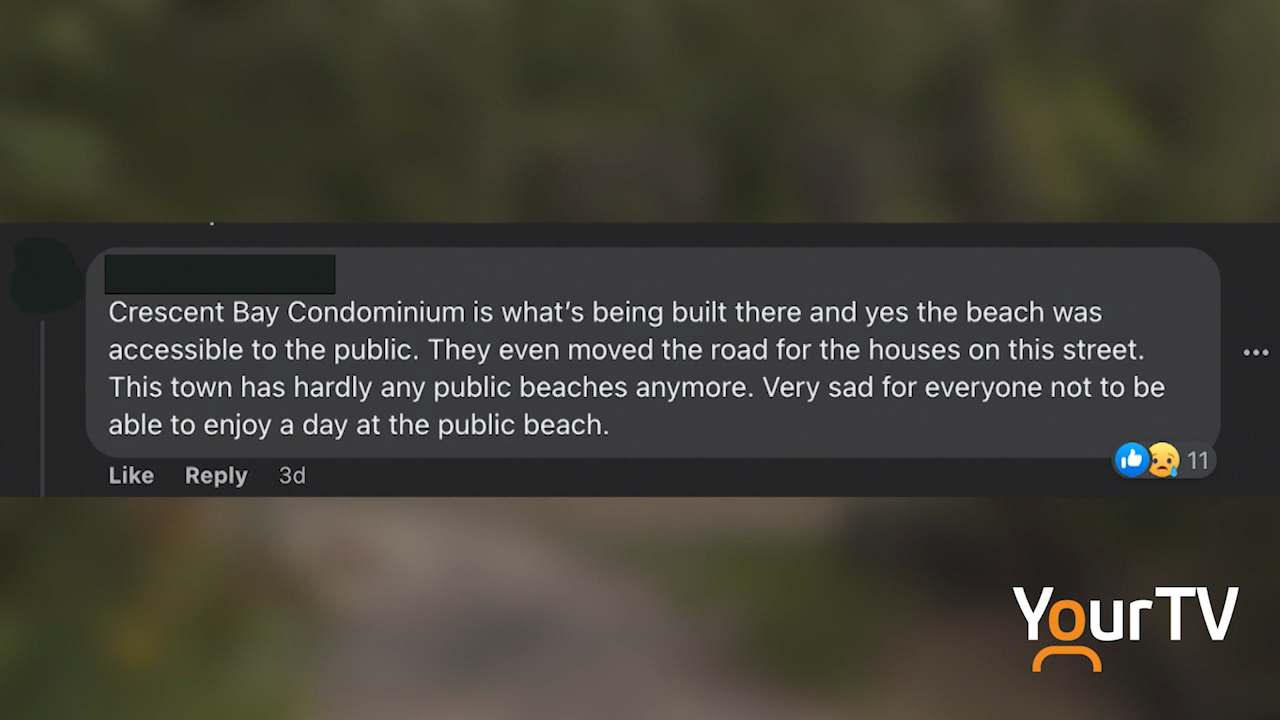 Crescent Bay Condominium is what's being built there and yes the beach was
accessible to the public. They even moved the road for the houses on this street.
This town has hardly any public beaches anymore. Very sad for everyone not to be
able to enjoy a day at the public beach.
Like Reply 3d
11
YourTV